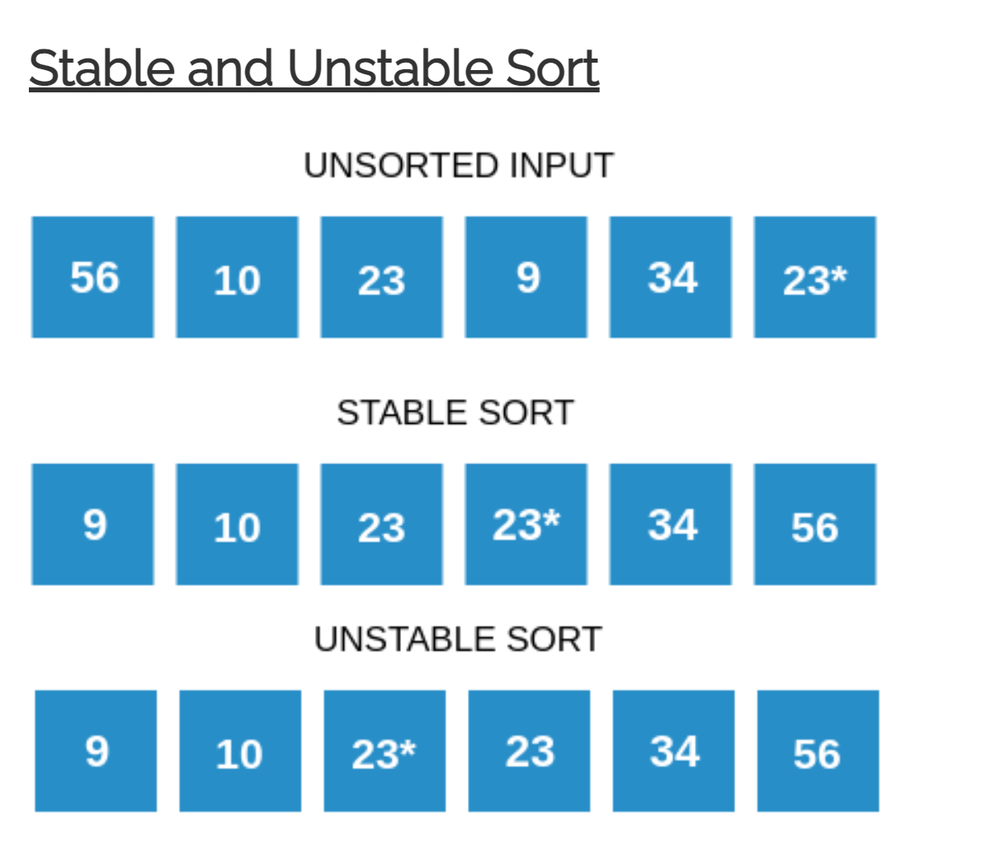 Stable and Unstable Sort
UNSORTED INPUT
56 10 23 9 34 23*
STABLE SORT
9 10 23 23* 34 56
UNSTABLE SORT
9 10 23* 23 34 56